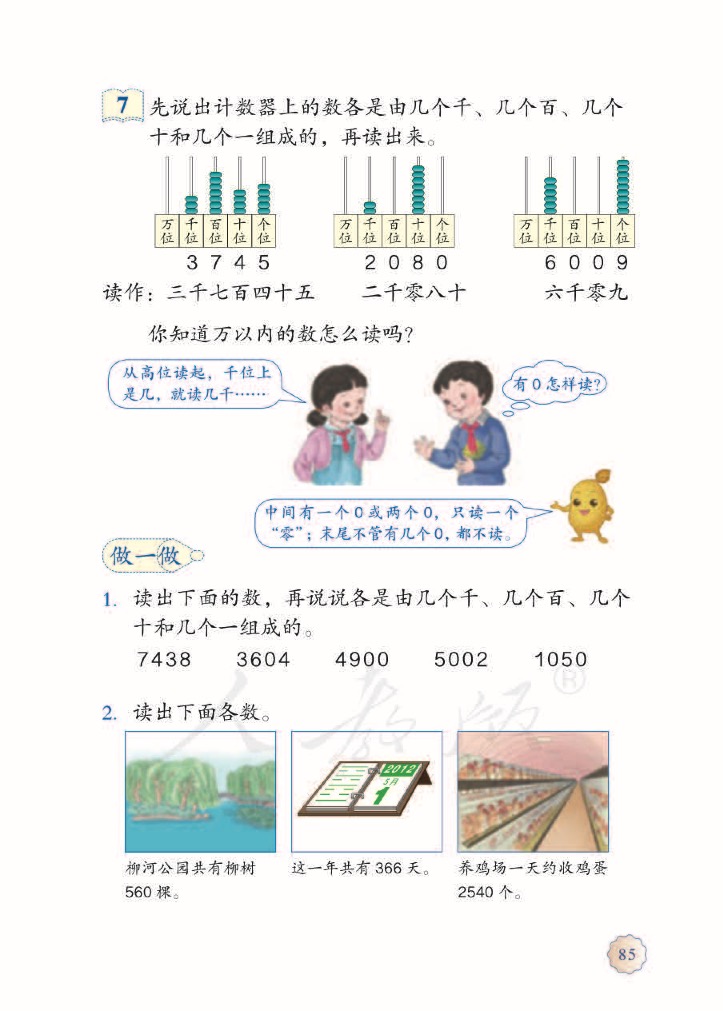 7 先说出计数器上的数各是由几个千、几个百、几个
十和几个一组成的，再读出来。
万位 千位 百位 十位 个位
3 7 4 5
万位 千位 百位 十位 个位
2 0 8 0
万位 千位 百位 十位 个位
6 0 0 9
读作：三千七百四十五 二千零八十 六千零九
你知道万以内的数怎么读吗？
从高位读起，千位上
是几，就读几千……
有0怎样读？
中间有一个0或两个0，只读一个
“零”；末尾不管有几个0，都不读。
做一做
1. 读出下面的数，再说说各是由几个千、几个百、几个
十和几个一组成的。
7438 3604 4900 5002 1050
2. 读出下面各数。
2012
5月
1
柳河公园共有柳树
560 棵。
这一年共有 366 天。
养鸡场一天约收鸡蛋
2540 个。
人教师®
85